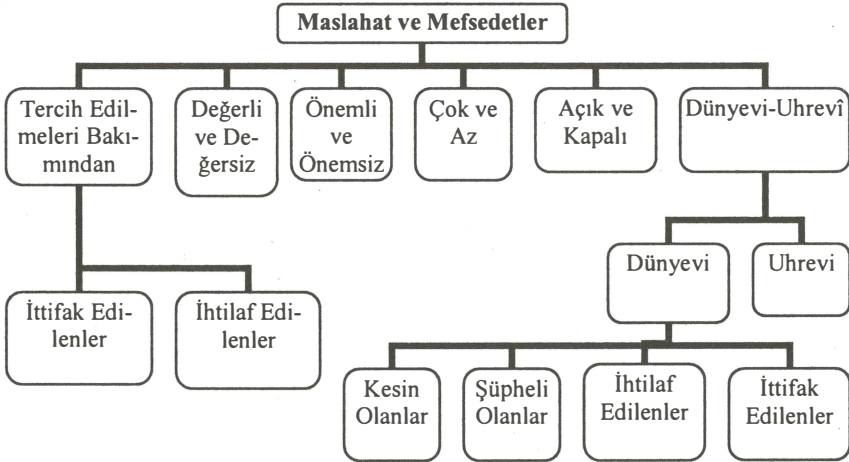 Maslahat ve Mefsedetler
Tercih Edil-
meleri Bakı-
mından
Değerli
ve De-
ğersiz
Önemli
ve
Önemsiz
Çok ve
Az
Açık ve
Kapalı
Dünyevi-Uhrevî
Dünyevi
Uhrevi
İttifak Edi-
lenler
İhtilaf Edi-
lenler
Kesin
Olanlar
Şüpheli
Olanlar
İhtilaf
Edilenler
İttifak
Edilenler